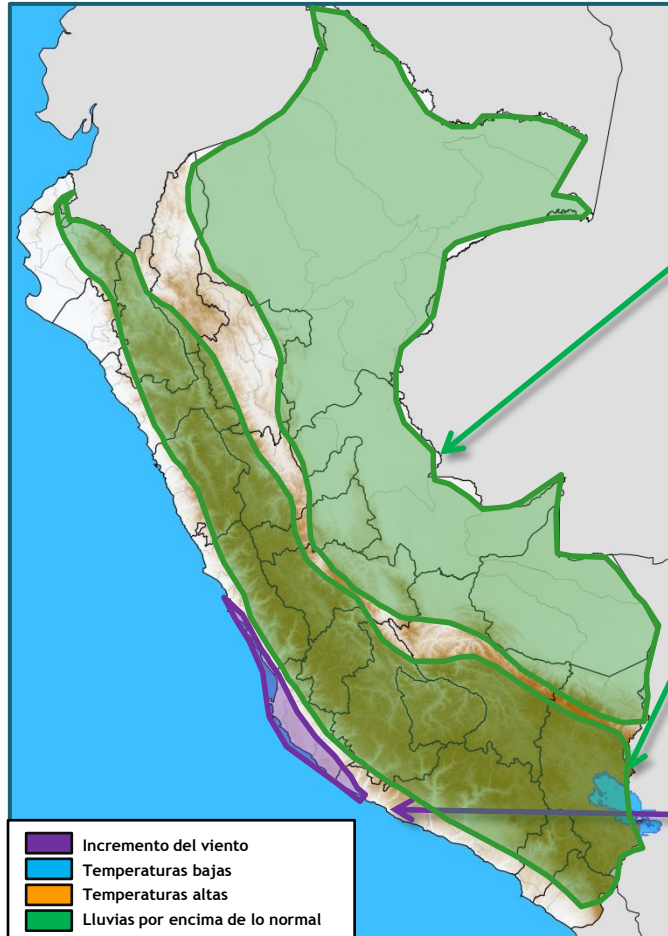 Incremento del viento
Temperaturas bajas
Temperaturas altas
Lluvias por encima de lo normal